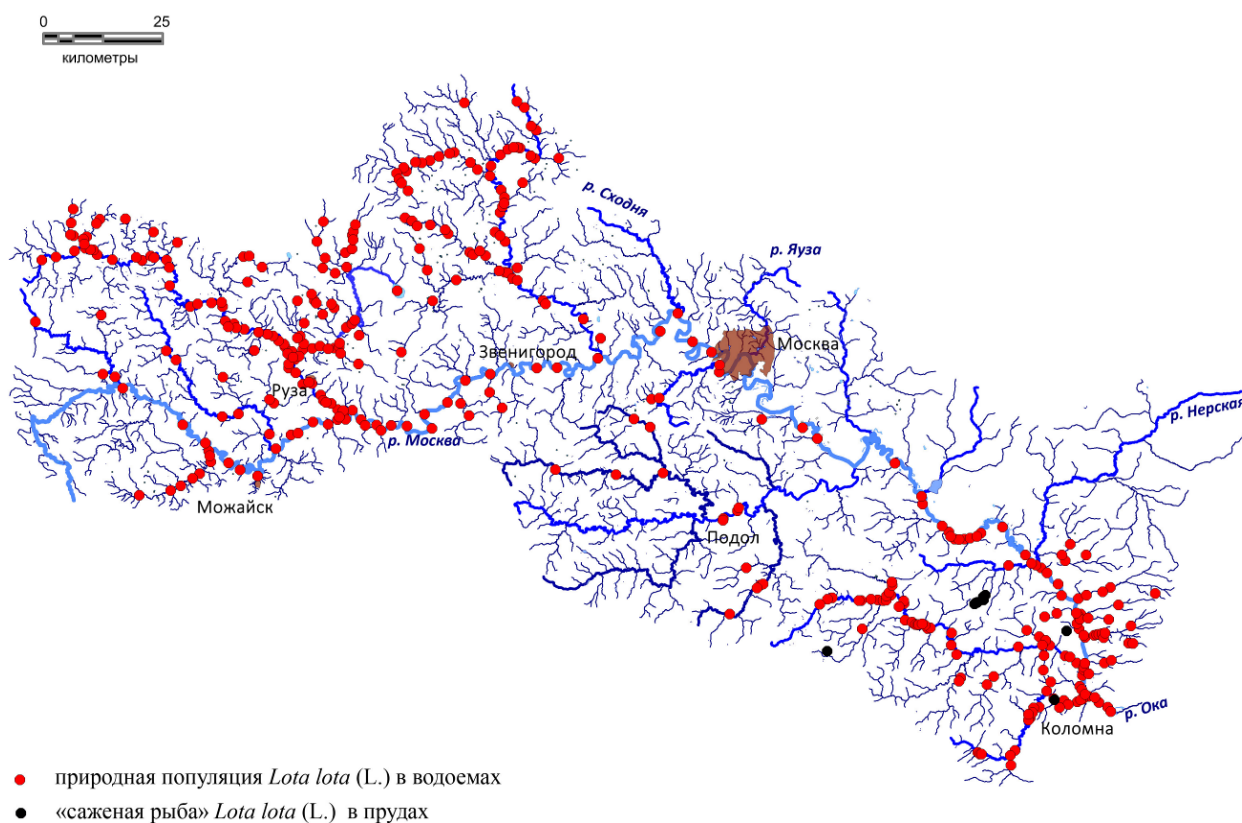 0 25
километры
р. Сходня
р. Яуза
Москва
Звенигород
Руза
р. Нерская
р. Москва
Можайск
Подол
р. Ока
Коломна
природная популяция Lota lota (L.) в водоемах
«саженая рыба» Lota lota (L.) в прудах